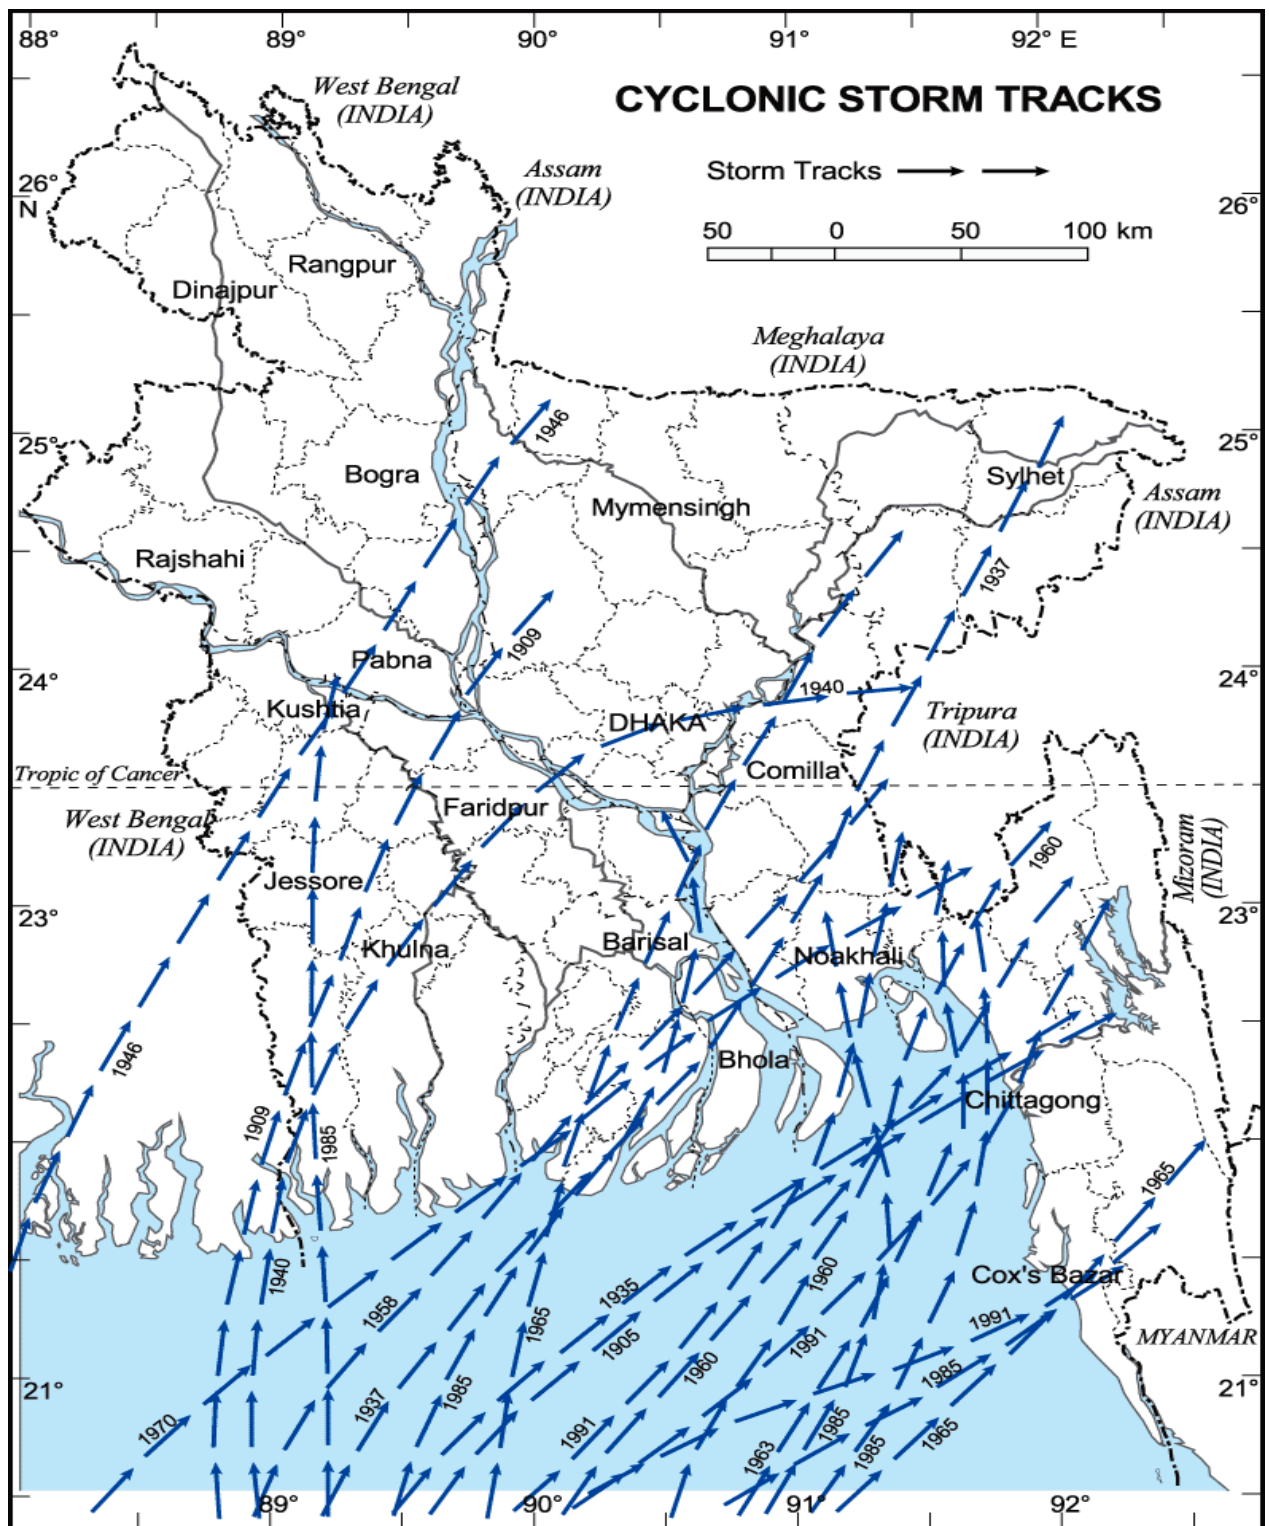 88°
89°
90°
91°
92° E
West Bengal
(INDIA)
CYCLONIC STORM TRACKS
Assam
(INDIA)
Storm Tracks
26°
N
26°
50
0
50
100 km
Rangpur
Dinajpur
Meghalaya
(INDIA)
1946
25°
25°
Bogra
Sylhet
Mymensingh
Assam
(INDIA)
Rajshahi
1937
1909
Pabna
24°
24°
1940
Kushtia
DHAKA
Tripura
(INDIA)
Tropic of Cancer
Comilla
Faridpur
West Bengal
(INDIA)
1960
Mizoram
(INDIA)
Jessore
23°
23°
Khulna
Barisal
Noakhali
1946
Bhola
Chittagong
1909
1985
1965
1940
1960
Cox's Bazar
1935
1958
1965
1991
MYANMAR
1905
1991
1960
1985
1985
21°
21°
1937
1970
1991
1985
1965
1963
1985
89°
90°
91°
92°